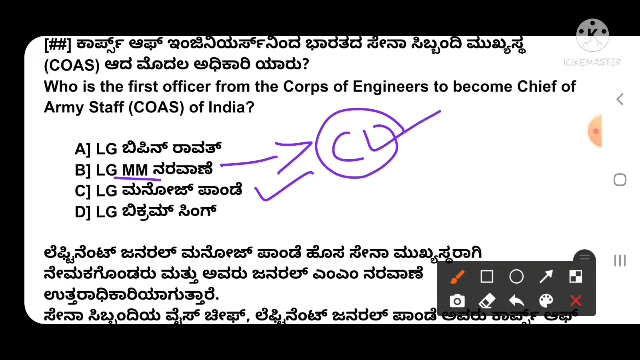 [##] ಕಾರ್ಪ್ಸ್ ಆಫ್ ಇಂಜಿನಿಯರ್ಸ್‌ನಿಂದ ಭಾರತದ ಸೇನಾ ಸಿಬ್ಬಂದಿ ಮುಖ್ಯಸ್ಥ
(COAS) ಆದ ಮೊದಲ ಅಧಿಕಾರಿ ಯಾರು?
Who is the first officer from the Corps of Engineers to become Chief of
Army Staff (COAS) of India?
A] LG ಬಿಪಿನ್ ರಾವತ್
B] LG MM ನರವಾಣೆ
C] LG ಮನೋಜ್ ಪಾಂಡೆ
D] LG ಬಿಕ್ರಮ್ ಸಿಂಗ್
CD
ಲೆಫ್ಟಿನೆಂಟ್ ಜನರಲ್ ಮನೋಜ್ ಪಾಂಡೆ ಹೊಸ ಸೇನಾ ಮುಖ್ಯಸ್ಥರಾಗಿ
ನೇಮಕಗೊಂಡರು ಮತ್ತು ಅವರು ಜನರಲ್ ಎಂಎಂ ನರವಾಣೆ
ಉತ್ತರಾಧಿಕಾರಿಯಾಗುತ್ತಾರೆ.
ಸೇನಾ ಸಿಬ್ಬಂದಿಯ ವೈಸ್ ಚೀಫ್, ಲೆಫ್ಟಿನೆಂಟ್ ಜನರಲ್ ಪಾಂಡೆ ಅವರು ಕಾರ್ಪ್ಸ್ ಆಫ್
KINEMASTER